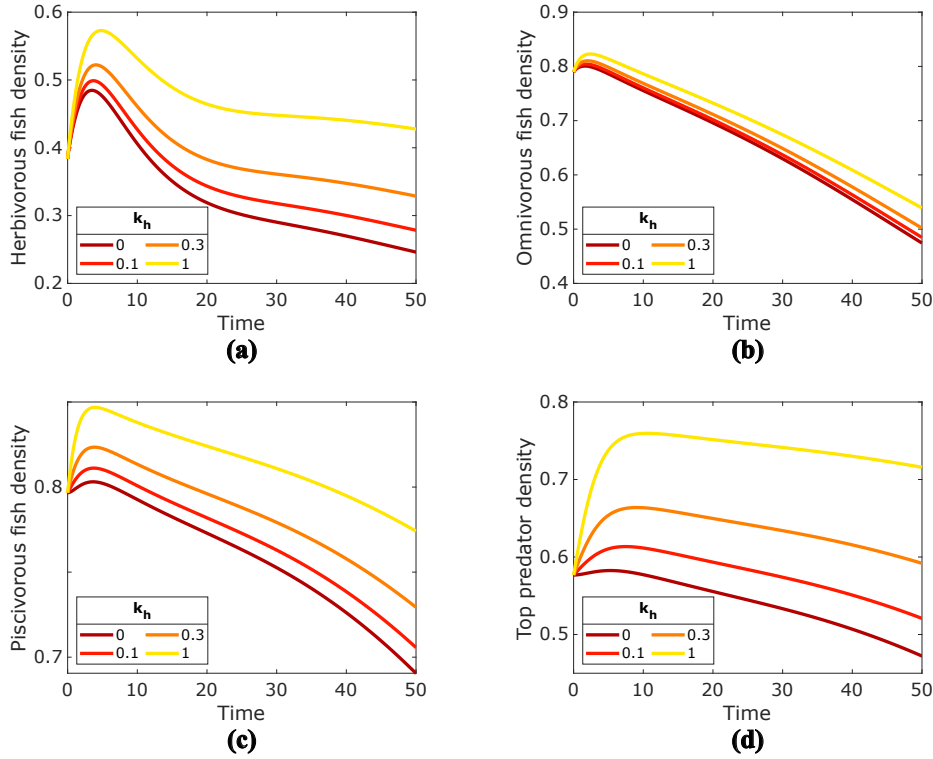 0.6
0.5
0.4
0.3
0.2
Herbivorous fish density
k_h
0 0.3
0.1 1
0 10 20 30 40 50
Time
(a)
0.9
0.8
0.7
0.6
0.5
0.4
Omnivorous fish density
k_h
0 0.3
0.1 1
0 10 20 30 40 50
Time
(b)
0.8
0.7
Piscivorous fish density
k_h
0 0.3
0.1 1
0 10 20 30 40 50
Time
(c)
0.8
0.7
0.6
0.5
Top predator density
k_h
0 0.3
0.1 1
0 10 20 30 40 50
Time
(d)